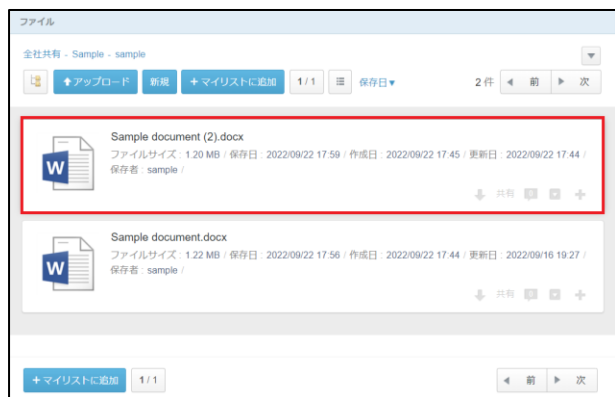 ファイル
全社共有 - Sample - sample
アップロード 新規 +マイリストに追加 1 / 1 保存日▼ 2 件 前 次
Sample document (2).docx
ファイルサイズ : 1.20 MB / 保存日 : 2022/09/22 17:59 / 作成日 : 2022/09/22 17:45 / 更新日 : 2022/09/22 17:44 /
保存者 : sample /
共有 0
W
Sample document.docx
ファイルサイズ : 1.22 MB / 保存日 : 2022/09/22 17:56 / 作成日 : 2022/09/22 17:44 / 更新日 : 2022/09/16 19:27 /
保存者 : sample /
共有 0
W
+マイリストに追加 1 / 1 前 次